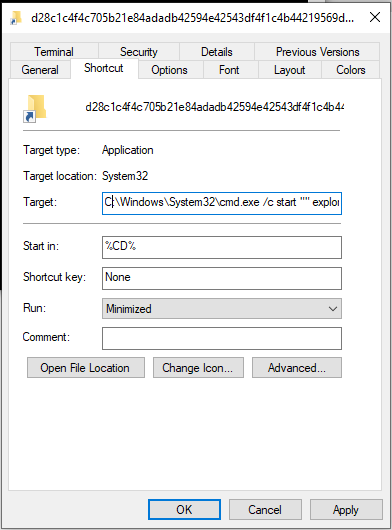 d28c1c4f4c705b21e84adadb42594e42543df4f1c4b44219569d...
Terminal Security Details Previous Versions
General Shortcut Options Font Layout Colors
d28c1c4f4c705b21e84adadb42594e42543df4f1c4b44
Target type: Application
Target location: System32
Target: C:\Windows\System32\cmd.exe /c start "" explor
Start in: %CD%
Shortcut key: None
Run: Minimized
Comment:
Open File Location Change Icon... Advanced...
OK Cancel Apply